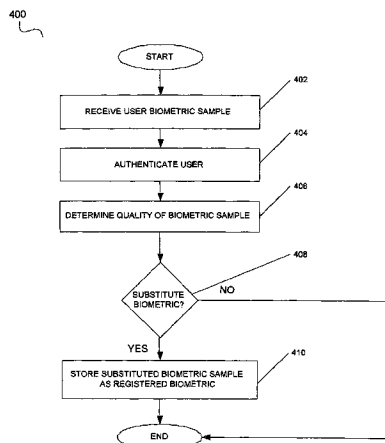 400
START
402
RECEIVE USER BIOMETRIC SAMPLE
404
AUTHENTICATE USER
406
DETERMINE QUALITY OF BIOMETRIC SAMPLE
408
SUBSTITUTE
BIOMETRIC?
NO
YES
410
STORE SUBSTITUTED BIOMETRIC SAMPLE
AS REGISTERED BIOMETRIC
END